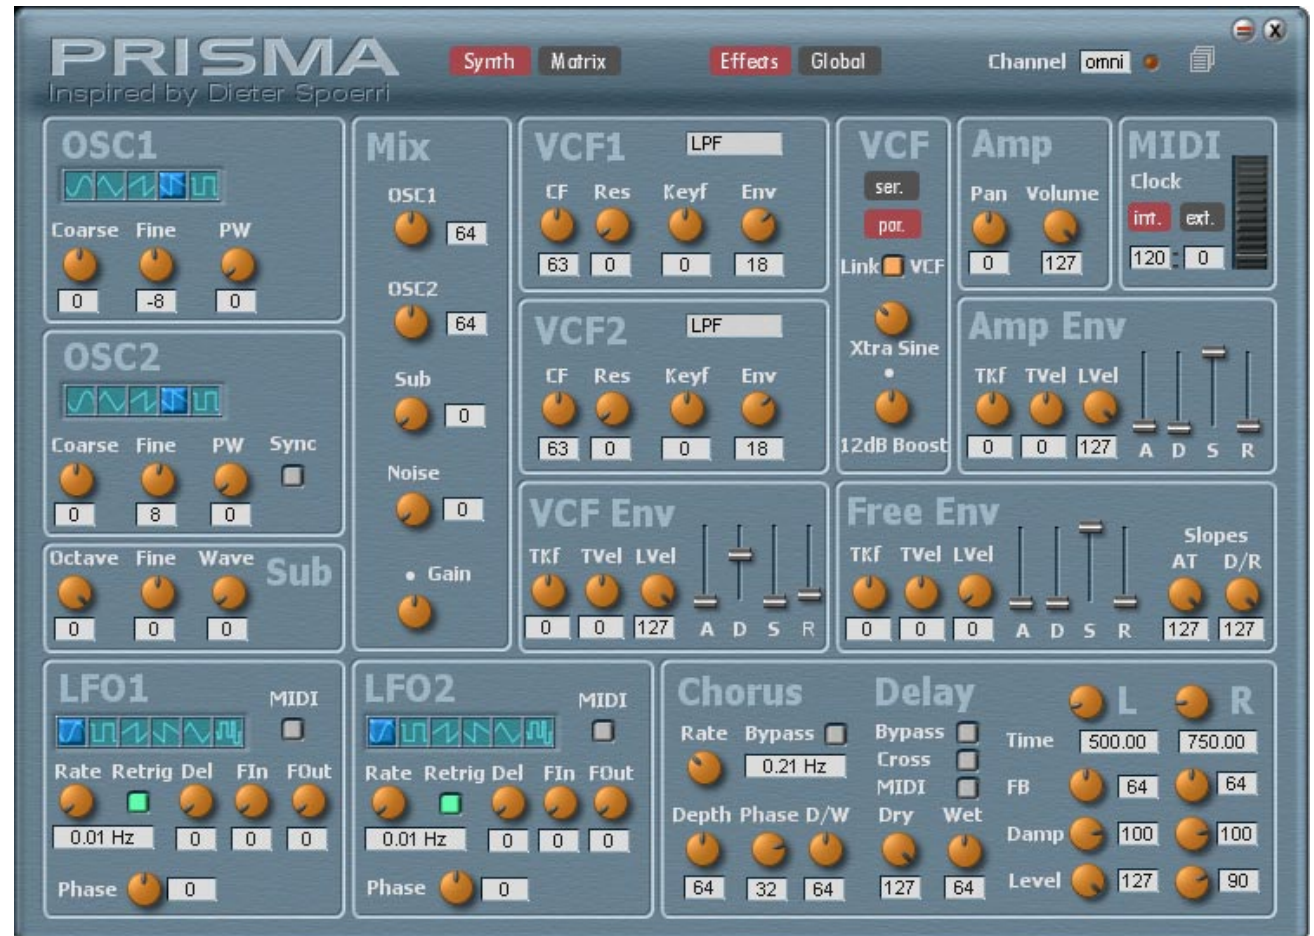 PRISMA
Inspired by Dieter Spoerri
Synth Matrix Effects Global Channel omni
X
OSC1
Coarse Fine PW
0 -8 0
OSC2
Coarse Fine PW Sync
0 8 0
Octave Fine Wave Sub
0 0 0
Mix
OSC1
64
OSC2
64
Sub
0
Noise
0
Gain
VCF1 LPF
CF Res Keyf Env
63 0 0 18
VCF2 LPF
CF Res Keyf Env
63 0 0 18
VCF
ser.
par.
Link VCF
Xtra Sine
12dB Boost
Amp
Pan Volume
0 127
MIDI
Clock
int. ext.
120 : 0
Amp Env
TKf TVel LVel
0 0 127 A D S R
VCF Env
TKf TVel LVel
0 0 127 A D S R
Free Env
Slopes
TKf TVel LVel AT D/R
0 0 0 A D S R 127 127
LFO1
MIDI
Rate Retrig Del FIn FOut
0.01 Hz 0 0 0
Phase 0
LFO2
MIDI
Rate Retrig Del FIn FOut
0.01 Hz 0 0 0
Phase 0
Chorus
Rate Bypass
0.21 Hz
Depth Phase D/W
64 32 64
Delay
Bypass
Cross
MIDI
Dry Wet
127 64
L R
Time 500.00 750.00
FB 64 64
Damp 100 100
Level 127 90